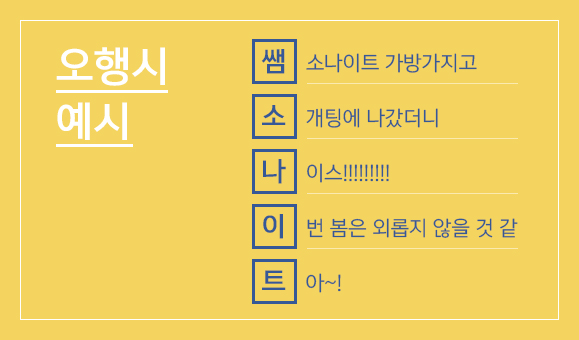 오행시
예시
쌤 소나이트 가방가지고
소 개팅에 나갔더니
나 이스!!!!!!!!!
이 번 봄은 외롭지 않을 것 같
트 아~!